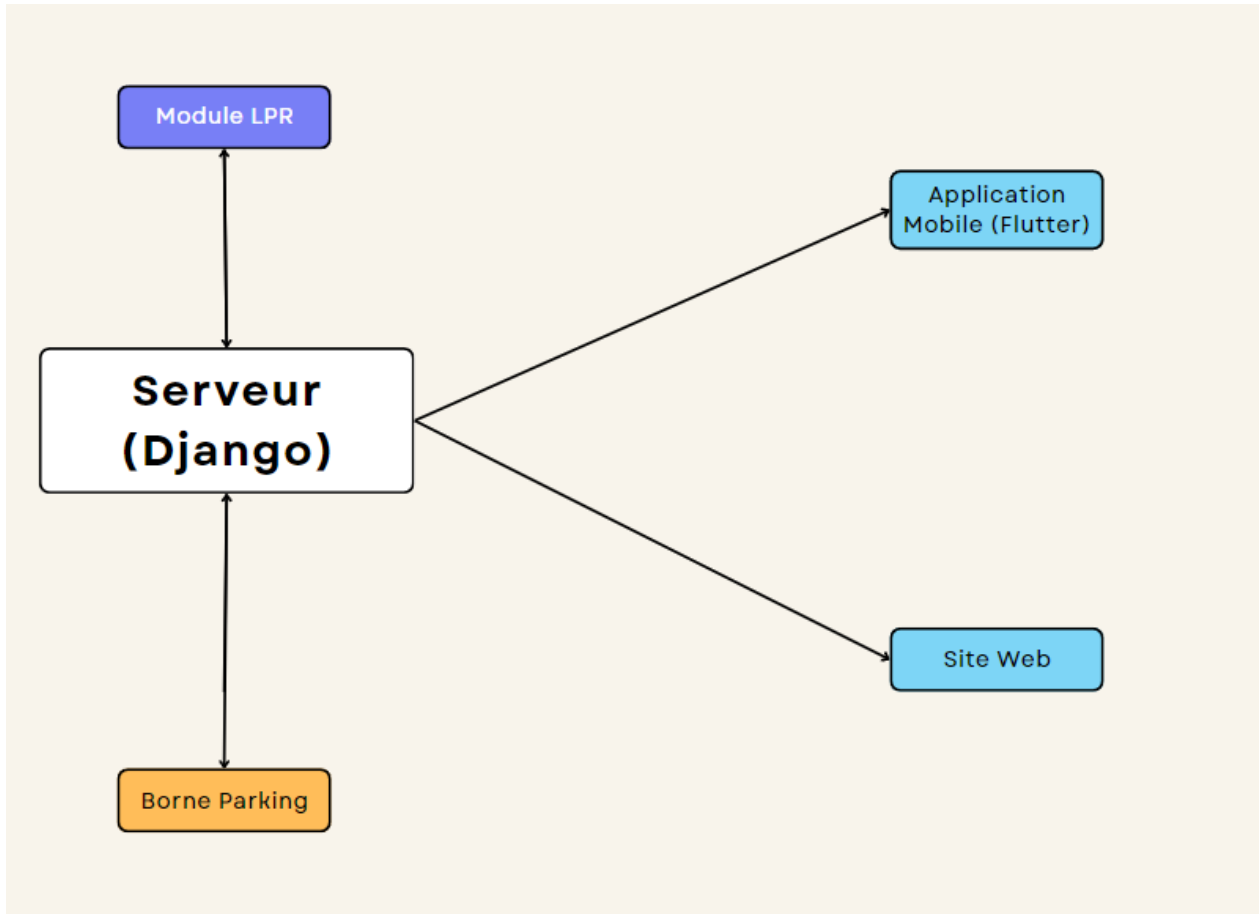 Module LPR
Application
Mobile (Flutter)
Serveur
(Django)
Site Web
Borne Parking